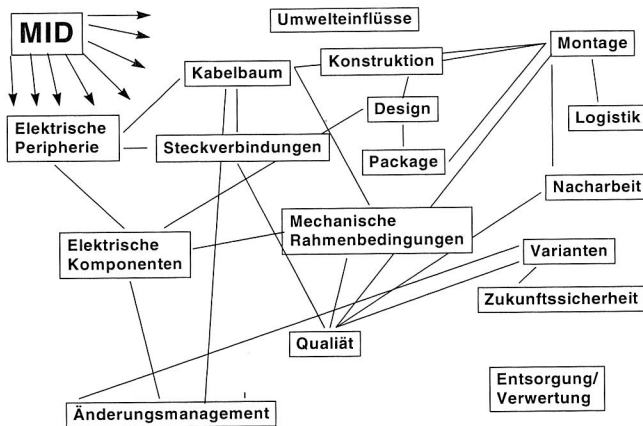 MID
Umwelteinflüsse
Konstruktion
Montage
Kabelbaum
Design
Logistik
Elektrische
Peripherie
Steckverbindungen
Package
Nacharbeit
Mechanische
Rahmenbedingungen
Elektrische
Komponenten
Varianten
Zukunftssicherheit
Qualiät
Entsorgung/
Verwertung
Änderungsmanagement